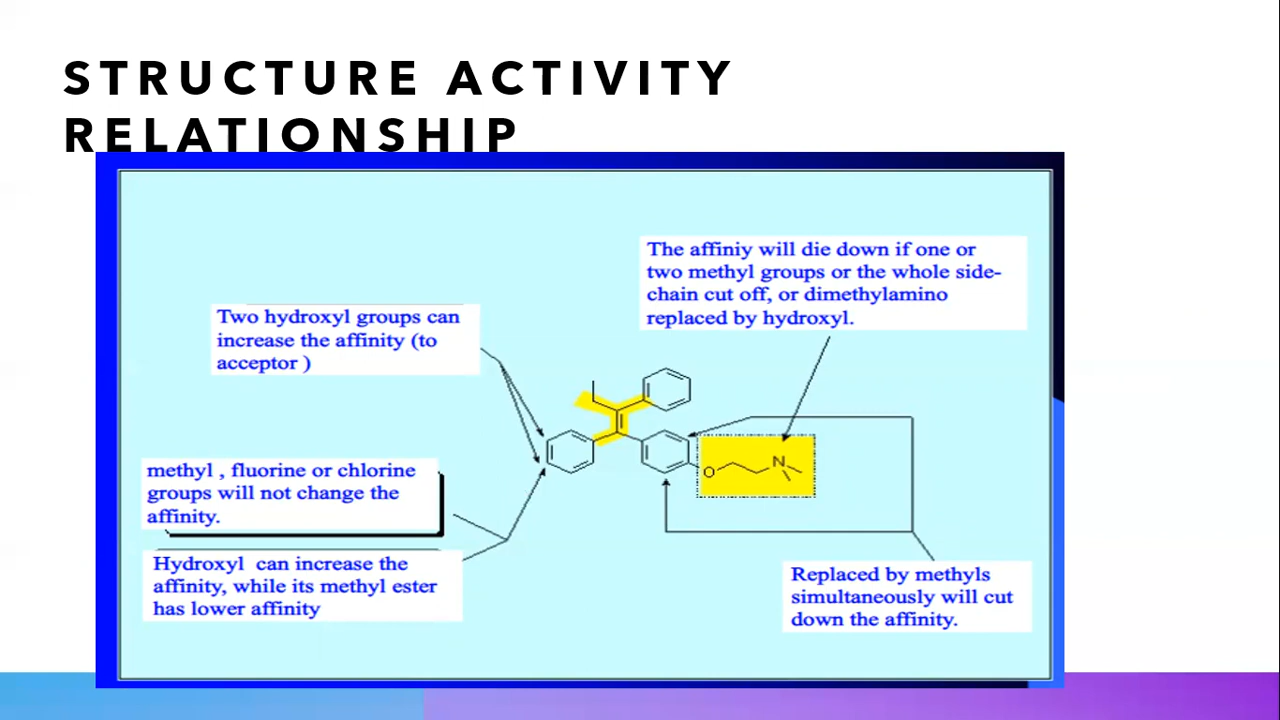 STRUCTURE ACTIVITY
RELATIONSHIP
The affiniy will die down if one or
two methyl groups or the whole side-
chain cut off, or dimethylamino
replaced by hydroxyl.
Two hydroxyl groups can
increase the affinity (to
acceptor )
methyl , fluorine or chlorine
groups will not change the
affinity.
Hydroxyl can increase the
affinity, while its methyl ester
has lower affinity
O
N
Replaced by methyls
simultaneously will cut
down the affinity.